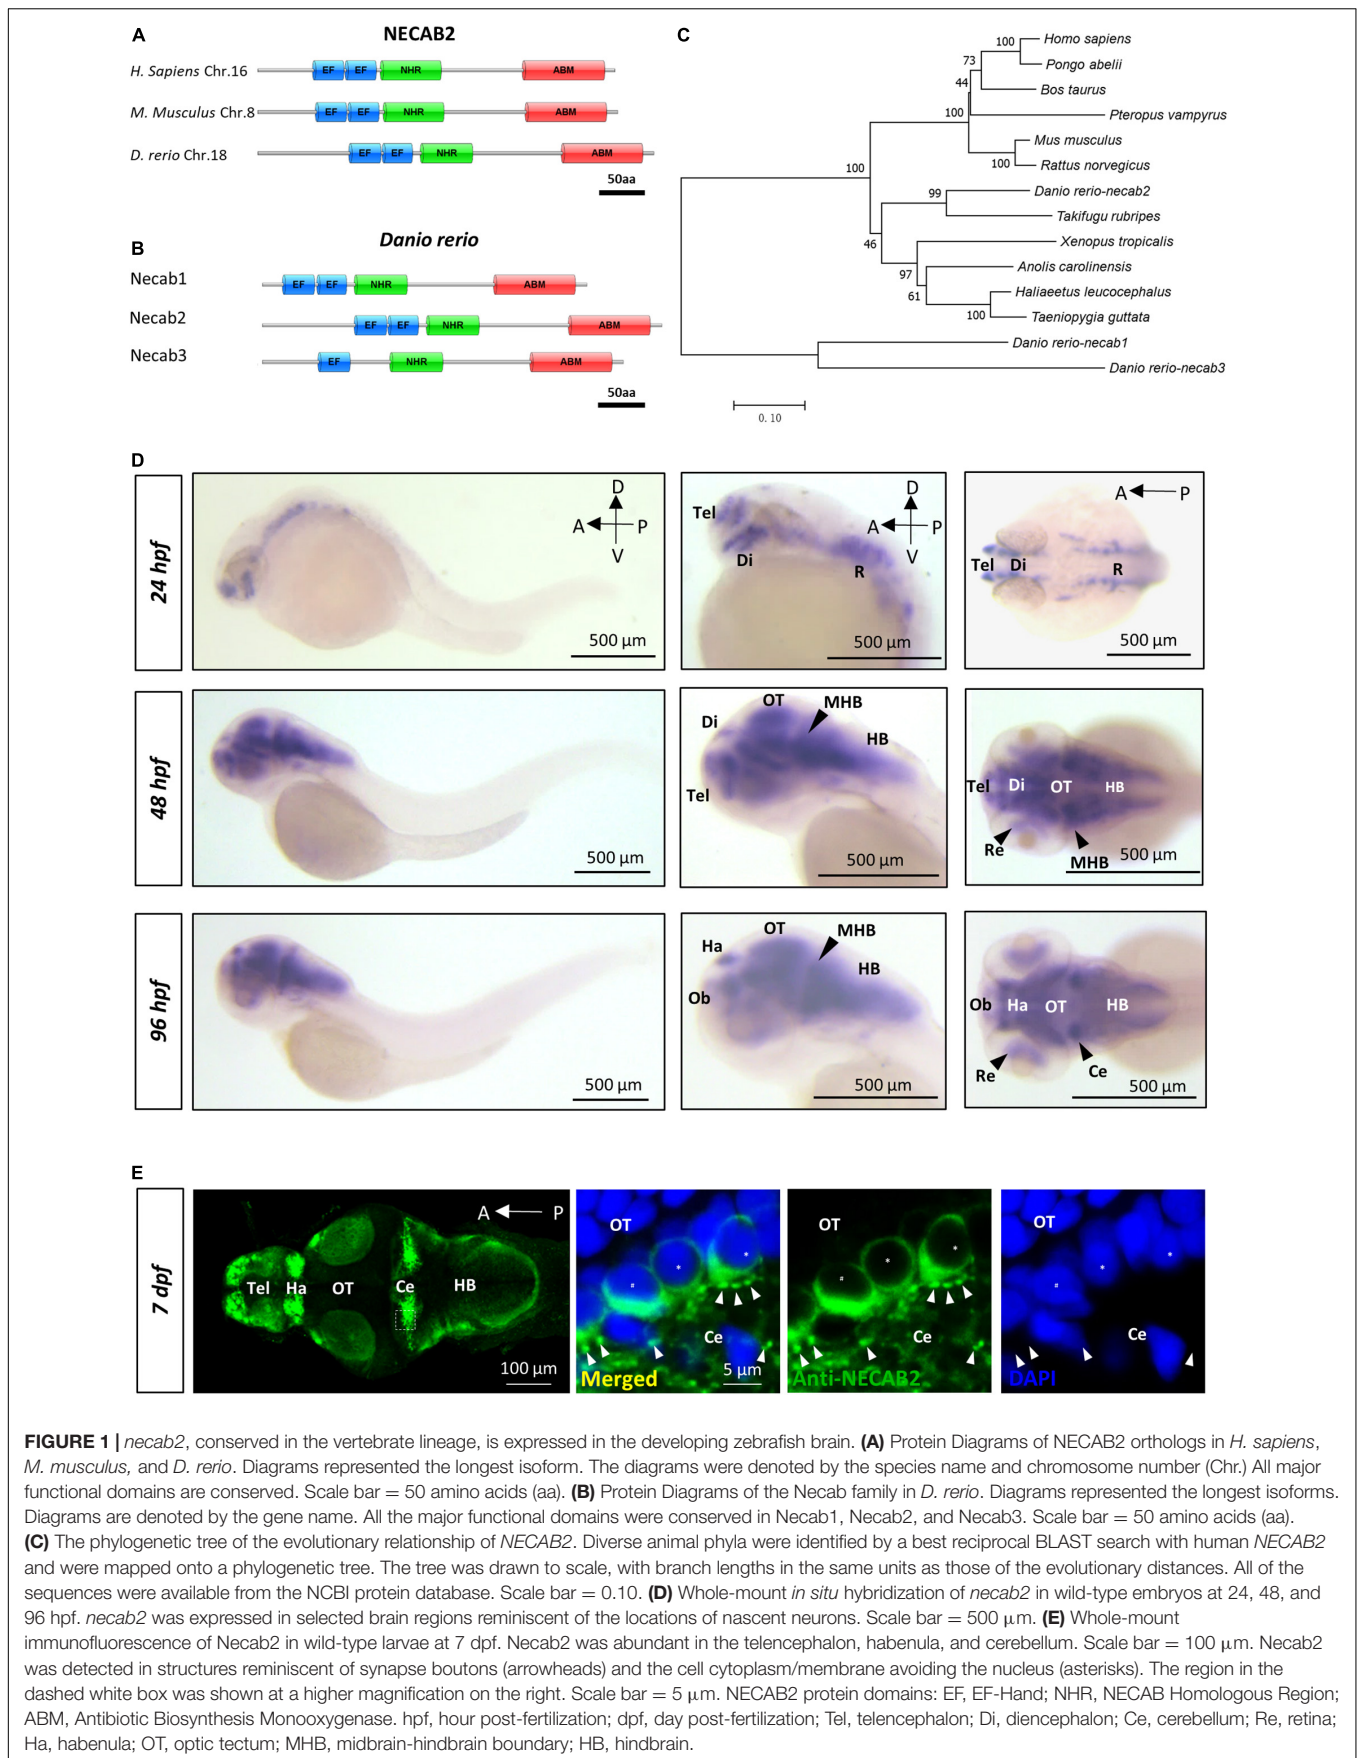 A
NECAB2
H. Sapiens Chr.16
EF EF NHR ABM
M. Musculus Chr.8
EF EF NHR ABM
D. rerio Chr.18
EF EF NHR ABM
50aa
B
Danio rerio
Necab1
EF EF NHR ABM
Necab2
EF EF NHR ABM
Necab3
EF NHR ABM
50aa
C
100 Homo sapiens
73 Pongo abelii
44 Bos taurus
100 Pteropus vampyrus
Mus musculus
100 Rattus norvegicus
100
99 Danio rerio-necab2
Takifugu rubripes
46 Xenopus tropicalis
97 Anolis carolinensis
61 Haliaeetus leucocephalus
100 Taeniopygia guttata
Danio rerio-necab1
Danio rerio-necab3
0.10
D
24 hpf
D
A P
V
500 µm
Tel
Di
R
D
A P
V
500 µm
A P
Tel Di R
500 µm
48 hpf
500 µm
Di OT MHB
HB
Tel
500 µm
Tel Di OT HB
Re MHB
500 µm
96 hpf
500 µm
Ha OT MHB
HB
Ob
500 µm
Ob Ha OT HB
Re Ce
500 µm
E
7 dpf
A P
Tel Ha OT Ce HB
100 µm
OT
* * #
Ce
Merged 5 µm
OT
* * #
Ce
Anti-NECAB2
OT
* * #
Ce
DAPI
FIGURE 1 | necab2, conserved in the vertebrate lineage, is expressed in the developing zebrafish brain. (A) Protein Diagrams of NECAB2 orthologs in H. sapiens,
M. musculus, and D. rerio. Diagrams represented the longest isoform. The diagrams were denoted by the species name and chromosome number (Chr.) All major
functional domains are conserved. Scale bar = 50 amino acids (aa). (B) Protein Diagrams of the Necab family in D. rerio. Diagrams represented the longest isoforms.
Diagrams are denoted by the gene name. All the major functional domains were conserved in Necab1, Necab2, and Necab3. Scale bar = 50 amino acids (aa).
(C) The phylogenetic tree of the evolutionary relationship of NECAB2. Diverse animal phyla were identified by a best reciprocal BLAST search with human NECAB2
and were mapped onto a phylogenetic tree. The tree was drawn to scale, with branch lengths in the same units as those of the evolutionary distances. All of the
sequences were available from the NCBI protein database. Scale bar = 0.10. (D) Whole-mount in situ hybridization of necab2 in wild-type embryos at 24, 48, and
96 hpf. necab2 was expressed in selected brain regions reminiscent of the locations of nascent neurons. Scale bar = 500 µm. (E) Whole-mount
immunofluorescence of Necab2 in wild-type larvae at 7 dpf. Necab2 was abundant in the telencephalon, habenula, and cerebellum. Scale bar = 100 µm. Necab2
was detected in structures reminiscent of synapse boutons (arrowheads) and the cell cytoplasm/membrane avoiding the nucleus (asterisks). The region in the
dashed white box was shown at a higher magnification on the right. Scale bar = 5 µm. NECAB2 protein domains: EF, EF-Hand; NHR, NECAB Homologous Region;
ABM, Antibiotic Biosynthesis Monooxygenase. hpf, hour post-fertilization; dpf, day post-fertilization; Tel, telencephalon; Di, diencephalon; Ce, cerebellum; Re, retina;
Ha, habenula; OT, optic tectum; MHB, midbrain-hindbrain boundary; HB, hindbrain.